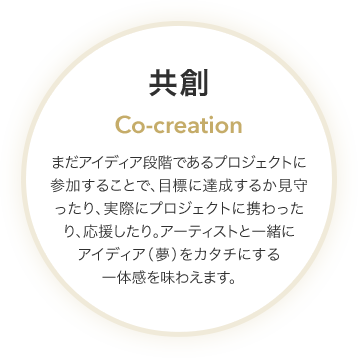 共創
Co-creation
まだアイディア段階であるプロジェクトに
参加することで、目標に達成するか見守
ったり、実際にプロジェクトに携わった
り、応援したり。アーティストと一緒に
アイディア（夢）をカタチにする
一体感を味わえます。